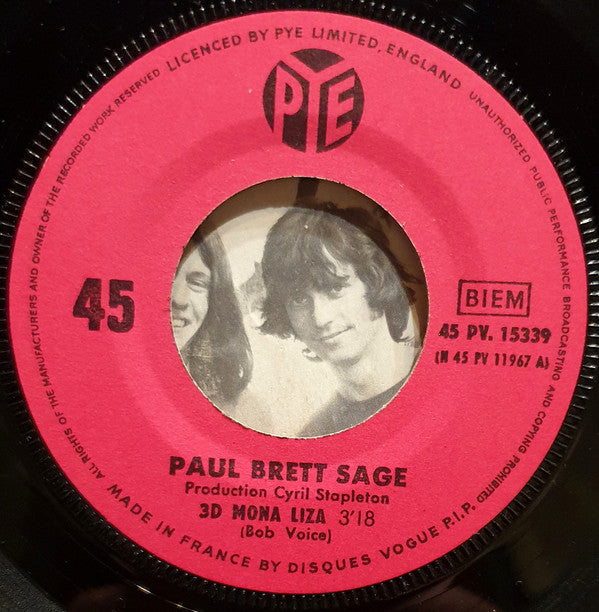 ALL RIGHTS OF THE MANUFACTURERS AND OWNER OF THE RECORDED WORK RESERVED LICENCED BY PYE LIMITED, ENGLAND UNAUTHORIZED PUBLIC PERFORMANCE BROADCASTING AND COPYING PROHIBITED
PYE
45
BIEM
45 PV. 15339
(N 45 PV 11967 A)
PAUL BRETT SAGE
Production Cyril Stapleton
3D MONA LIZA 3'18
(Bob Voice)
MADE IN FRANCE BY DISQUES VOGUE P.I.P.